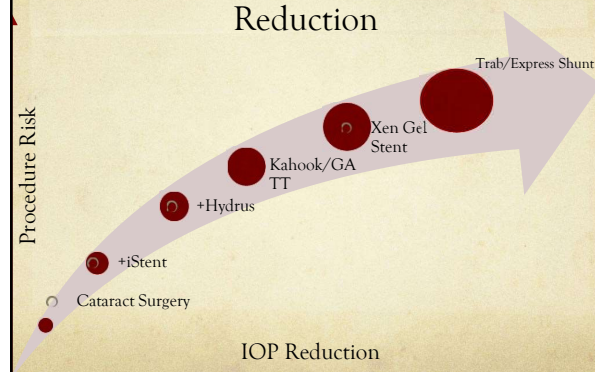 Reduction
Trab/Express Shunt
Xen Gel
Stent
Kahook/GA
TT
+Hydrus
+iStent
Cataract Surgery
Procedure Risk
IOP Reduction